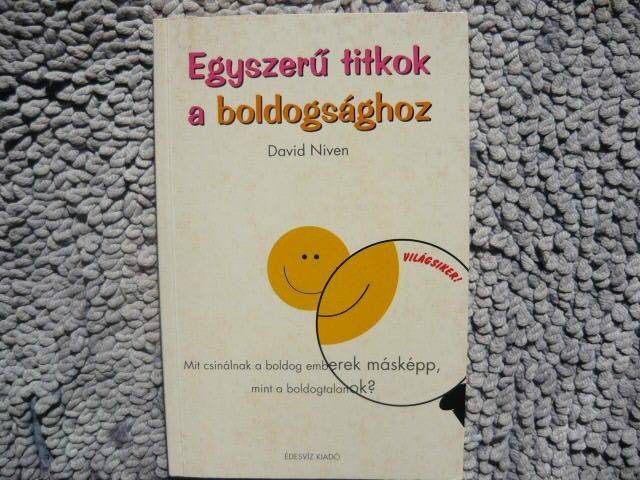 Egyszerű titkok
a boldogsághoz
David Niven
VILÁGSIKER!
Mit csinálnak a boldog emberek másképp,
mint a boldogtalanok?
ÉDESVÍZ KIADÓ